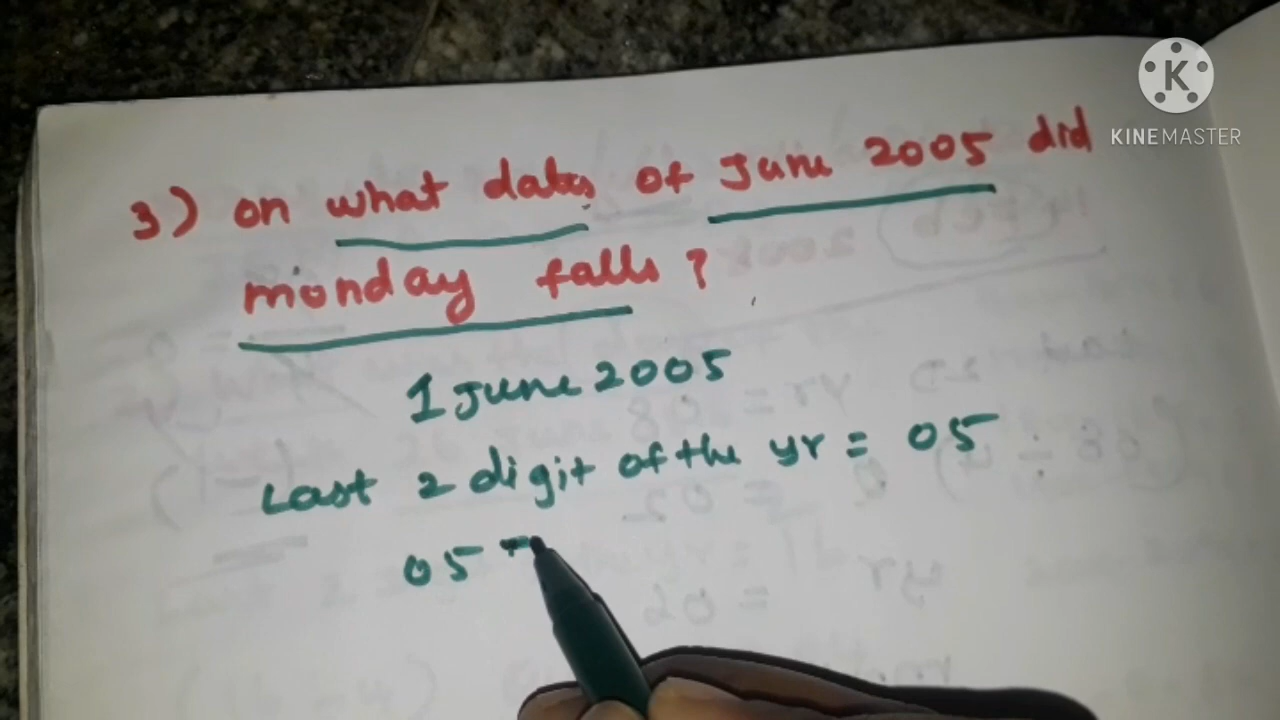 3) on what dates of June 2005 did
monday falls?
1 June 2005
Last 2 digit of the yr = 05
05
K
KINEMASTER